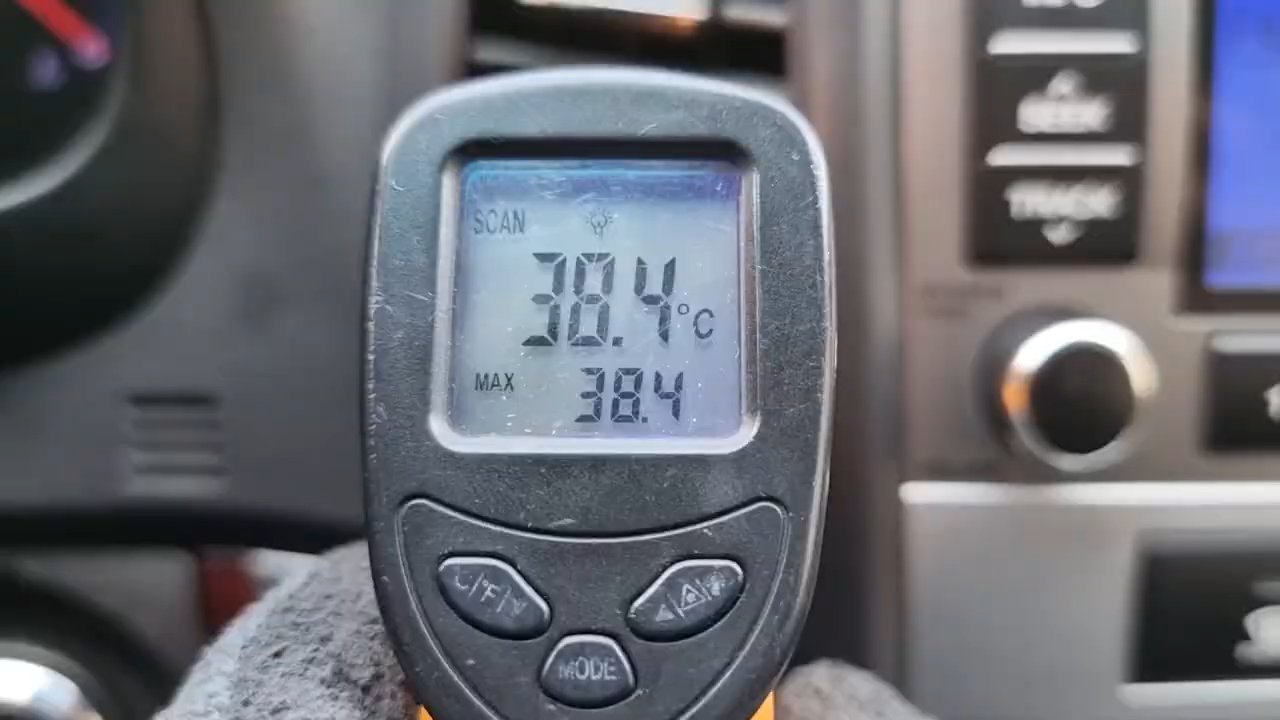 SCAN
38.4 °C
MAX 38.4
°C/°F/▼
MODE
SEEK
TRACK